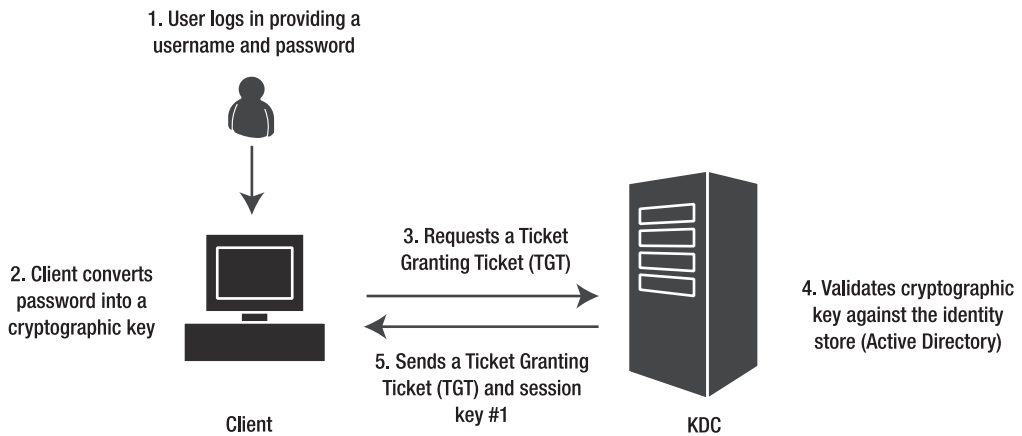 1. User logs in providing a
username and password
2. Client converts
password into a
cryptographic key
3. Requests a Ticket
Granting Ticket (TGT)
4. Validates cryptographic
key against the identity
store (Active Directory)
5. Sends a Ticket Granting
Ticket (TGT) and session
key #1
Client
KDC